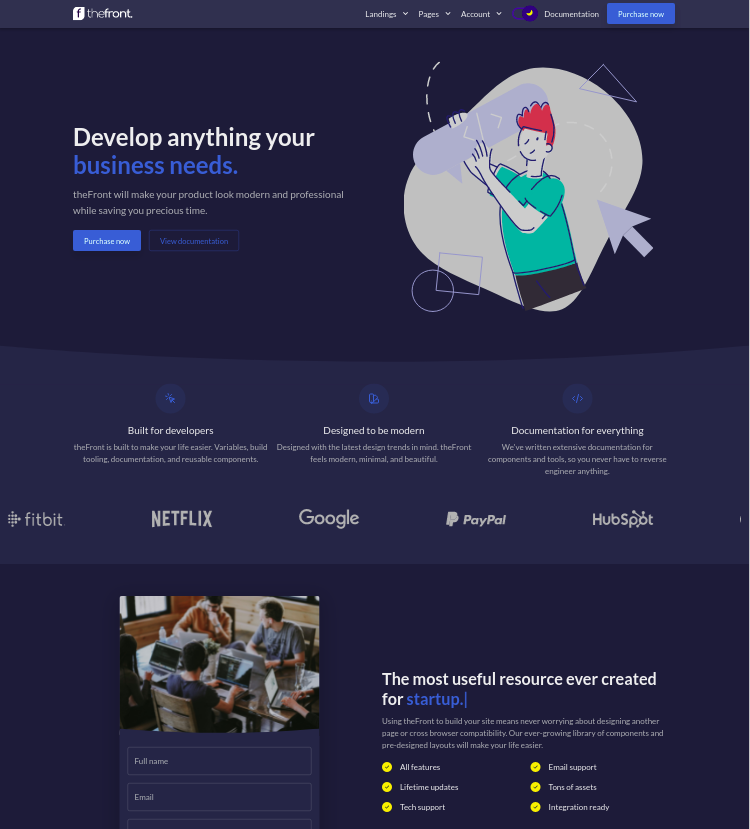 thefront.
Landings Pages Account Documentation Purchase now
Develop anything your
business needs.
theFront will make your product look modern and professional
while saving you precious time.
Purchase now View documentation
Built for developers
theFront is built to make your life easier. Variables, build
tooling, documentation, and reusable components.
Designed to be modern
Designed with the latest design trends in mind. theFront
feels modern, minimal, and beautiful.
Documentation for everything
We've written extensive documentation for
components and tools, so you never have to reverse
engineer anything.
fitbit NETFLIX Google PayPal HubSpot
Full name
Email
The most useful resource ever created
for startup.|
Using theFront to build your site means never worrying about designing another
page or cross browser compatibility. Our ever-growing library of components and
pre-designed layouts will make your life easier.
All features Email support
Lifetime updates Tons of assets
Tech support Integration ready